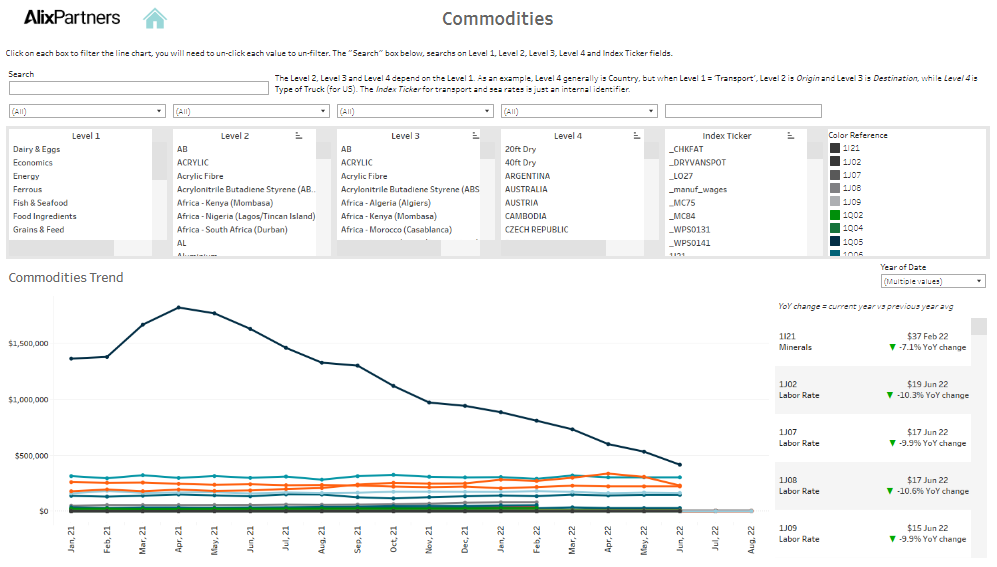 AlixPartners
Commodities
Click on each box to filter the line chart, you will need to un-click each value to un-filter. The "Search" box below, searchs on Level 1, Level 2, Level 3, Level 4 and Index Ticker fields.
Search
The Level 2, Level 3 and Level 4 depend on the Level 1. As an example, Level 4 generally is Country, but when Level 1 = 'Transport', Level 2 is Origin and Level 3 is Destination, while Level 4 is
Type of Truck (for US). The Index Ticker for transport and sea rates is just an internal identifier.
(All) (All) (All) (All)
Level 1
Dairy & Eggs
Economics
Energy
Ferrous
Fish & Seafood
Food Ingredients
Grains & Feed
Level 2
AB
ACRYLIC
Acrylic Fibre
Acrylonitrile Butadiene Styrene (AB...
Africa - Kenya (Mombasa)
Africa - Nigeria (Lagos/Tincan Island)
Africa - South Africa (Durban)
AL
Aluminium
Level 3
AB
ACRYLIC
Acrylic Fibre
Acrylonitrile Butadiene Styrene (ABS
Africa - Algeria (Algiers)
Africa - Kenya (Mombasa)
Africa - Morocco (Casablanca)
Level 4
20ft Dry
40ft Dry
ARGENTINA
AUSTRALIA
AUSTRIA
CAMBODIA
CZECH REPUBLIC
Index Ticker
_CHKFAT
_DRYVANSPOT
_LO27
_manuf_wages
_MC75
_MC84
_WPS0131
_WPS0141
1I21
Color Reference
1I21
1J02
1J07
1J08
1J09
1Q02
1Q04
1Q05
1Q06
Commodities Trend
Year of Date
(Multiple values)
$1,500,000
$1,000,000
$500,000
$0
Jan, 21
Feb, 21
Mar, 21
Apr, 21
May, 21
Jun, 21
Jul, 21
Aug, 21
Sep, 21
Oct, 21
Nov, 21
Dec, 21
Jan, 22
Feb, 22
Mar, 22
Apr, 22
May, 22
Jun, 22
Jul, 22
Aug, 22
YoY change = current year vs previous year avg
1I21 $37 Feb 22
Minerals ▼ -7.1% YoY change
1J02 $19 Jun 22
Labor Rate ▼ -10.3% YoY change
1J07 $17 Jun 22
Labor Rate ▼ -9.9% YoY change
1J08 $17 Jun 22
Labor Rate ▼ -10.6% YoY change
1J09 $15 Jun 22
Labor Rate ▼ -9.9% YoY change